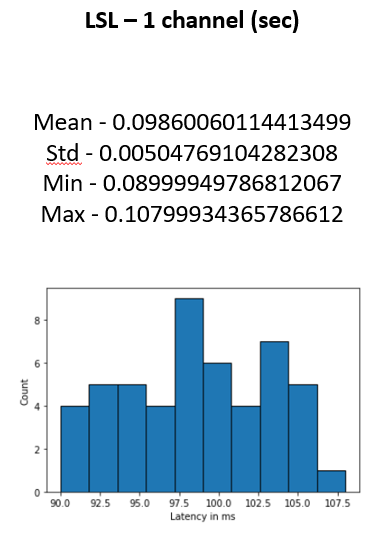 LSL – 1 channel (sec)
Mean - 0.09860060114413499
Std - 0.00504769104282308
Min - 0.08999949786812067
Max - 0.10799934365786612
8
6
4
2
0
Count
90.0 92.5 95.0 97.5 100.0 102.5 105.0 107.5
Latency in ms